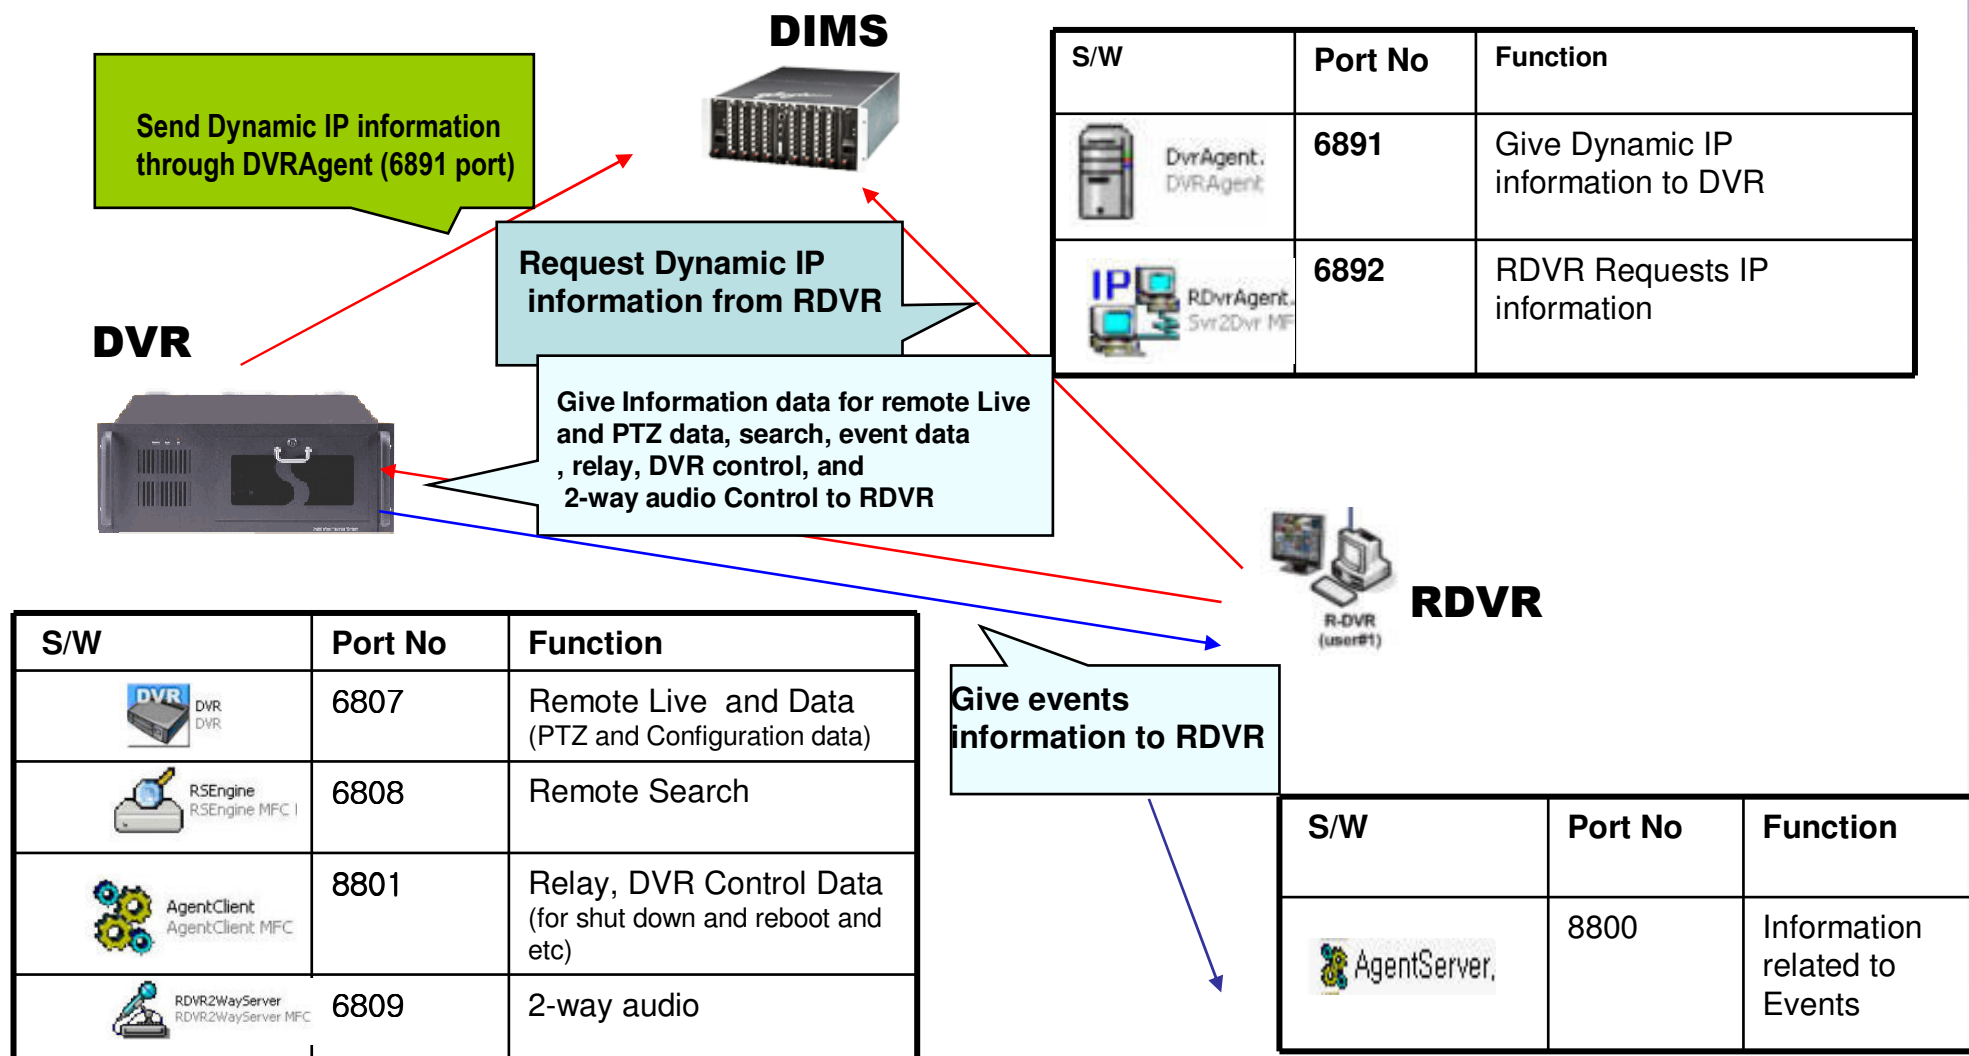 DIMS
Send Dynamic IP information
through DVRAgent (6891 port)
S/W Port No Function
DvrAgent.
DVRAgent
6891
Give Dynamic IP
information to DVR
RDvrAgent.
Svr2Dvr MF
6892
RDVR Requests IP
information
IP
Request Dynamic IP
information from RDVR
DVR
Give Information data for remote Live
and PTZ data, search, event data
, relay, DVR control, and
2-way audio Control to RDVR
R-DVR
(user#1)
RDVR
S/W Port No Function
DVR
DVR
DVR
6807
Remote Live and Data
(PTZ and Configuration data)
RSEngine
RSEngine MFC
6808
Remote Search
AgentClient
AgentClient MFC
8801
Relay, DVR Control Data
(for shut down and reboot and
etc)
RDVR2WayServer
RDVR2WayServer MFC
6809
2-way audio
Give events
information to RDVR
S/W Port No Function
AgentServer.
8800
Information
related to
Events